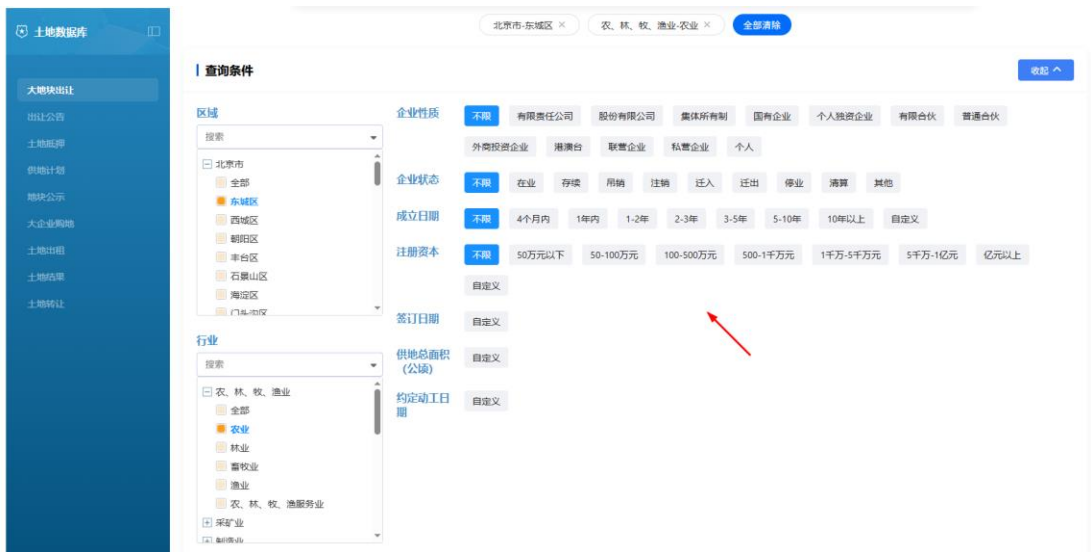 土地数据库
大地块出让
出让公告
土地抵押
供地计划
地块公示
大企业购地
土地出租
土地结果
土地转让
北京市-东城区 ×
农、林、牧、渔业-农业 ×
全部清除
查询条件
收起
区域
搜索
北京市
全部
东城区
西城区
朝阳区
丰台区
石景山区
海淀区
门头沟区
行业
搜索
农、林、牧、渔业
全部
农业
林业
畜牧业
渔业
农、林、牧、渔服务业
采矿业
制造业
企业性质 不限 有限责任公司 股份有限公司 集体所有制 国有企业 个人独资企业 有限合伙 普通合伙
外商投资企业 港澳台 联营企业 私营企业 个人
企业状态 不限 在业 存续 吊销 注销 迁入 迁出 停业 清算 其他
成立日期 不限 4个月内 1年内 1-2年 2-3年 3-5年 5-10年 10年以上 自定义
注册资本 不限 50万元以下 50-100万元 100-500万元 500-1千万元 1千万-5千万元 5千万-1亿元 亿元以上
自定义
签订日期 自定义
供地总面积 自定义
(公顷)
约定动工日 自定义
期